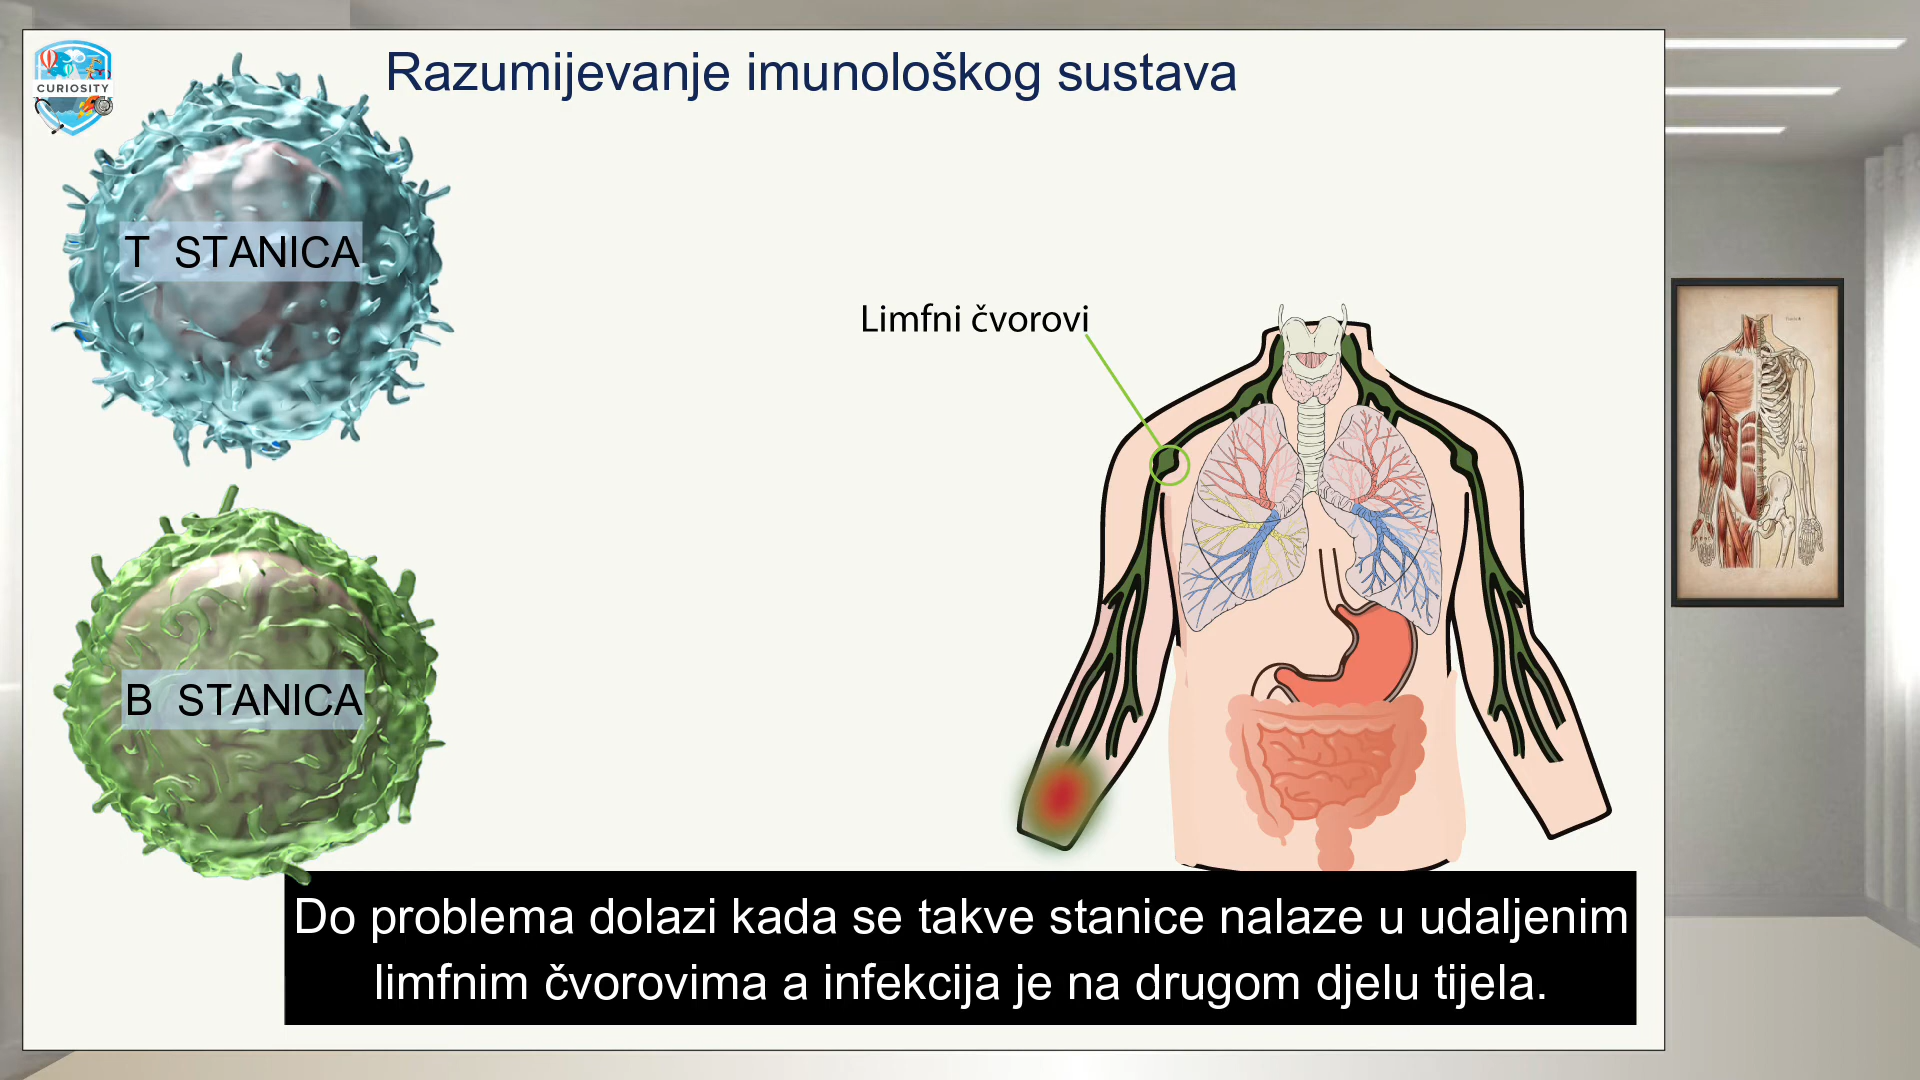 Razumijevanje imunološkog sustava
CURIOSITY
T STANICA
Limfni čvorovi
B STANICA
Do problema dolazi kada se takve stanice nalaze u udaljenim
limfnim čvorovima a infekcija je na drugom djelu tijela.